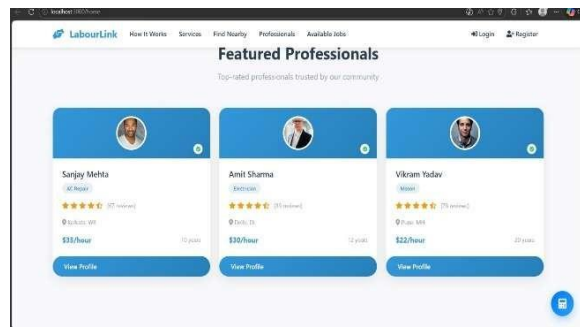 localhost
LabourLink How It Works Services Find Nearby Professionals Available Jobs Login Register
Featured Professionals
Top-rated professionals trusted by our community
Sanjay Mehta
AC Repair
Amit Sharma
Electrician
Vikram Yadav
Mason
$35/hour
$30/hour
$22/hour
View Profile
View Profile
View Profile